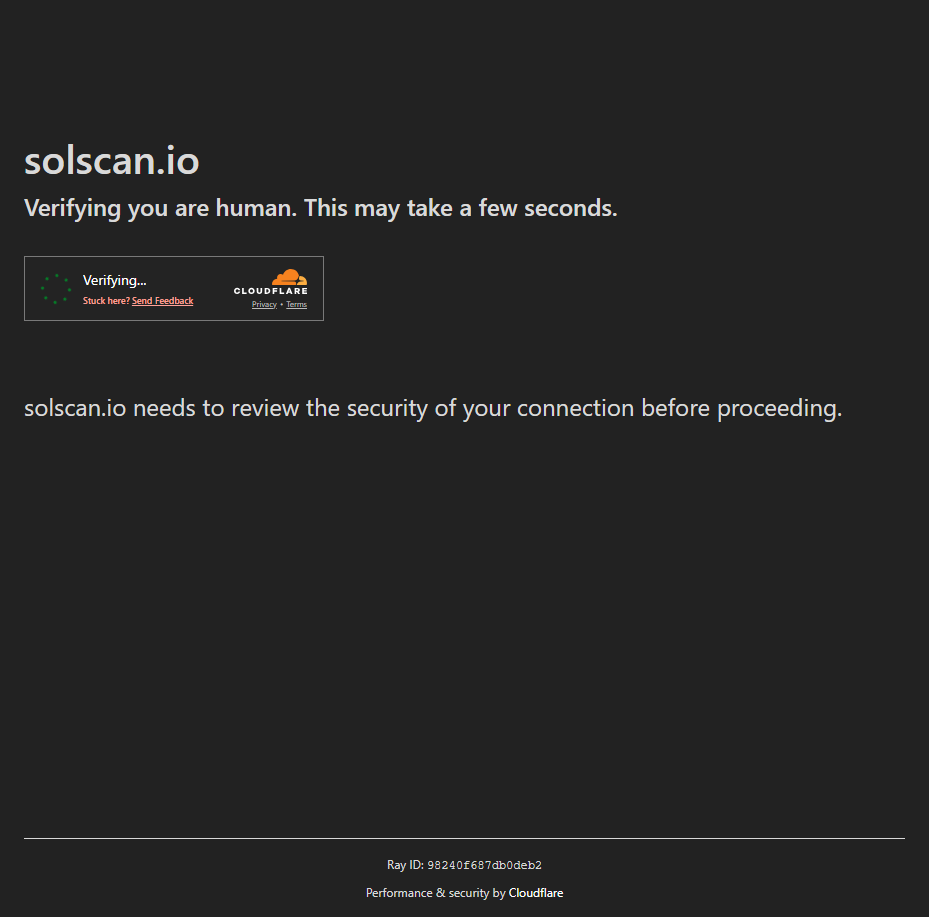 solscan.io
Verifying you are human. This may take a few seconds.
Verifying...
Stuck here? Send Feedback
CLOUDFLARE
Privacy • Terms
solscan.io needs to review the security of your connection before proceeding.
Ray ID: 98240f687db0deb2
Performance & security by Cloudflare